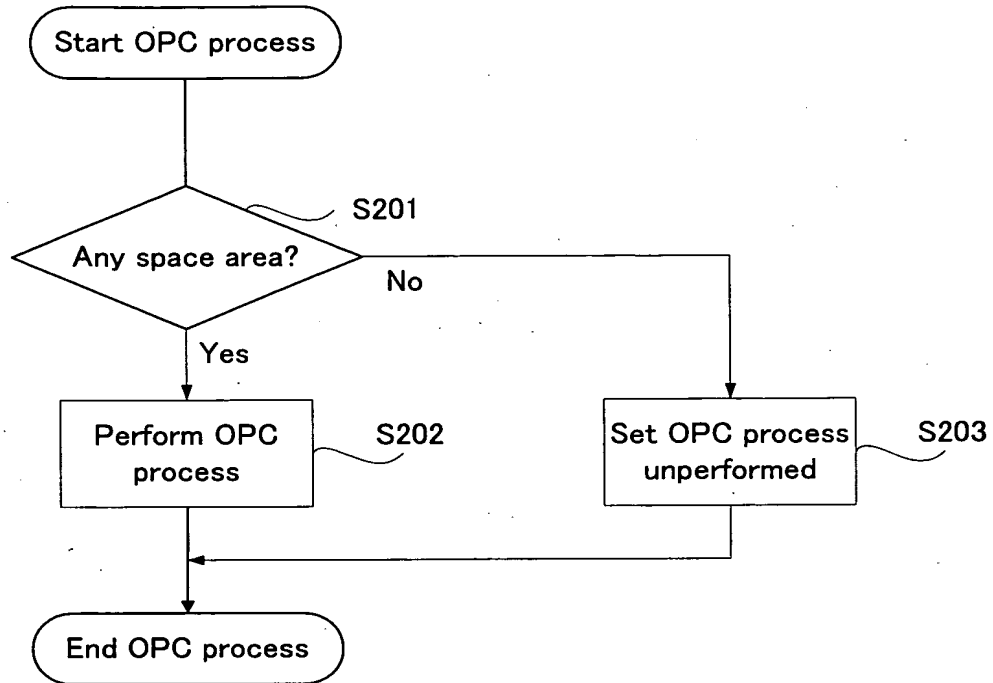 Start OPC process
S201
Any space area?
No
Yes
Perform OPC
process
S202
Set OPC process
unperformed
S203
End OPC process